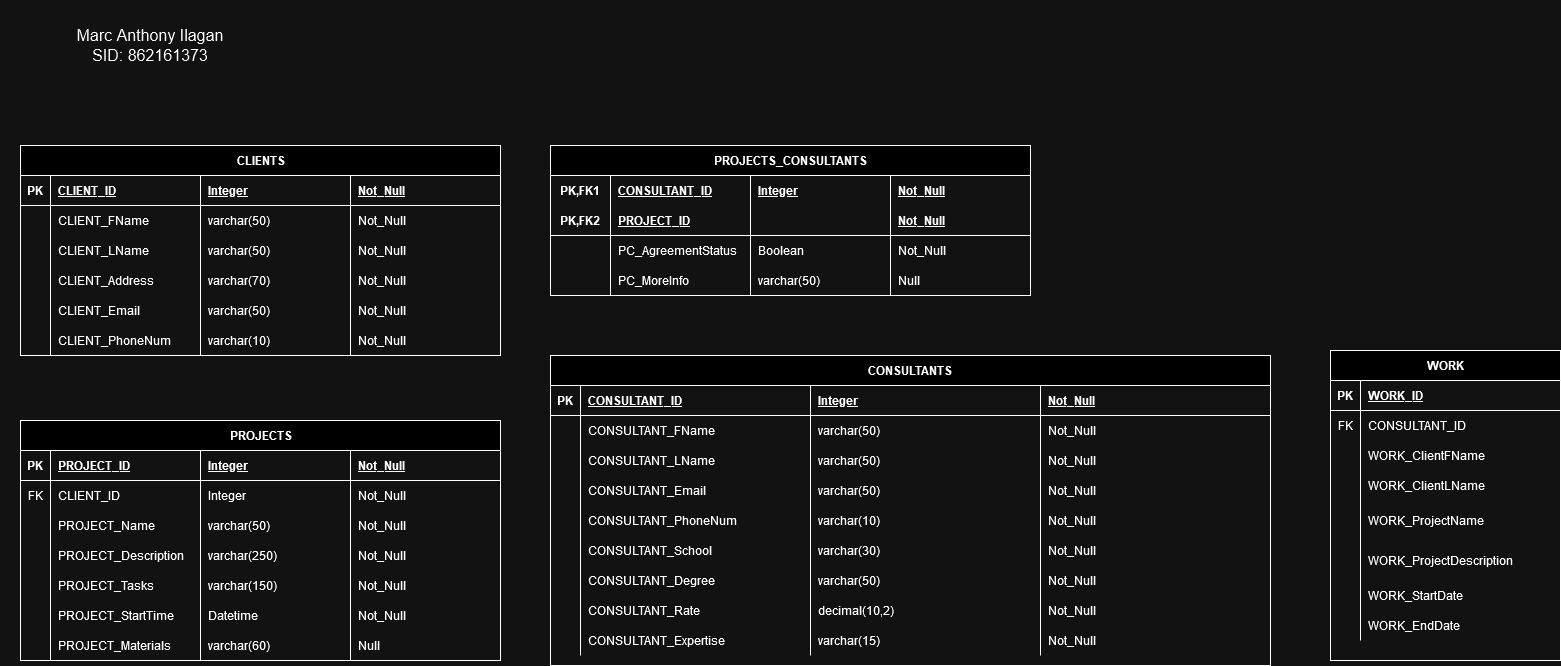 Marc Anthony Ilagan
SID: 862161373
CLIENTS
PK CLIENT_ID Integer Not_Null
CLIENT_FName varchar(50) Not_Null
CLIENT_LName varchar(50) Not_Null
CLIENT_Address varchar(70) Not_Null
CLIENT_Email varchar(50) Not_Null
CLIENT_PhoneNum varchar(10) Not_Null
PROJECTS_CONSULTANTS
PK,FK1 CONSULTANT_ID Integer Not_Null
PK,FK2 PROJECT_ID Not_Null
PC_AgreementStatus Boolean Not_Null
PC_MoreInfo varchar(50) Null
PROJECTS
PK PROJECT_ID Integer Not_Null
FK CLIENT_ID Integer Not_Null
PROJECT_Name varchar(50) Not_Null
PROJECT_Description varchar(250) Not_Null
PROJECT_Tasks varchar(150) Not_Null
PROJECT_StartTime Datetime Not_Null
PROJECT_Materials varchar(60) Null
CONSULTANTS
PK CONSULTANT_ID Integer Not_Null
CONSULTANT_FName varchar(50) Not_Null
CONSULTANT_LName varchar(50) Not_Null
CONSULTANT_Email varchar(50) Not_Null
CONSULTANT_PhoneNum varchar(10) Not_Null
CONSULTANT_School varchar(30) Not_Null
CONSULTANT_Degree varchar(50) Not_Null
CONSULTANT_Rate decimal(10,2) Not_Null
CONSULTANT_Expertise varchar(15) Not_Null
WORK
PK WORK_ID
FK CONSULTANT_ID
WORK_ClientFName
WORK_ClientLName
WORK_ProjectName
WORK_ProjectDescription
WORK_StartDate
WORK_EndDate